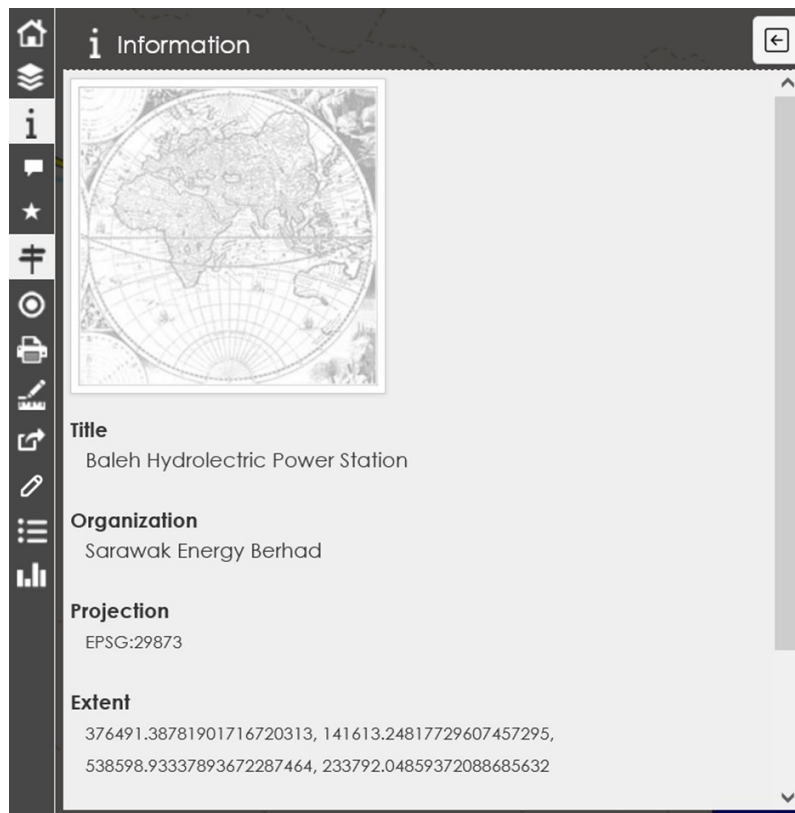 Information
Title
Baleh Hydrolectric Power Station
Organization
Sarawak Energy Berhad
Projection
EPSG:29873
Extent
376491.38781901716720313, 141613.24817729607457295,
538598.93337893672287464, 233792.04859372088685632